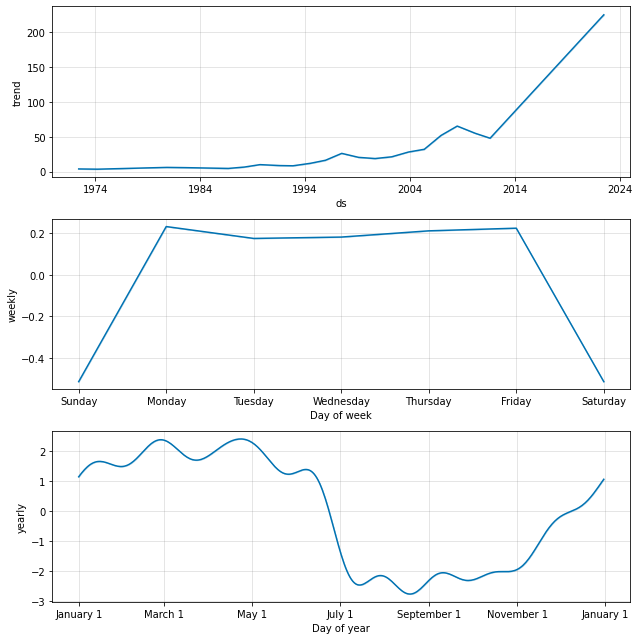 200
150
100
50
0
trend
1974 1984 1994 2004 2014 2024
ds
0.2
0.0
−0.2
−0.4
weekly
Sunday Monday Tuesday Wednesday Thursday Friday Saturday
Day of week
2
1
0
−1
−2
−3
yearly
January 1 March 1 May 1 July 1 September 1 November 1 January 1
Day of year